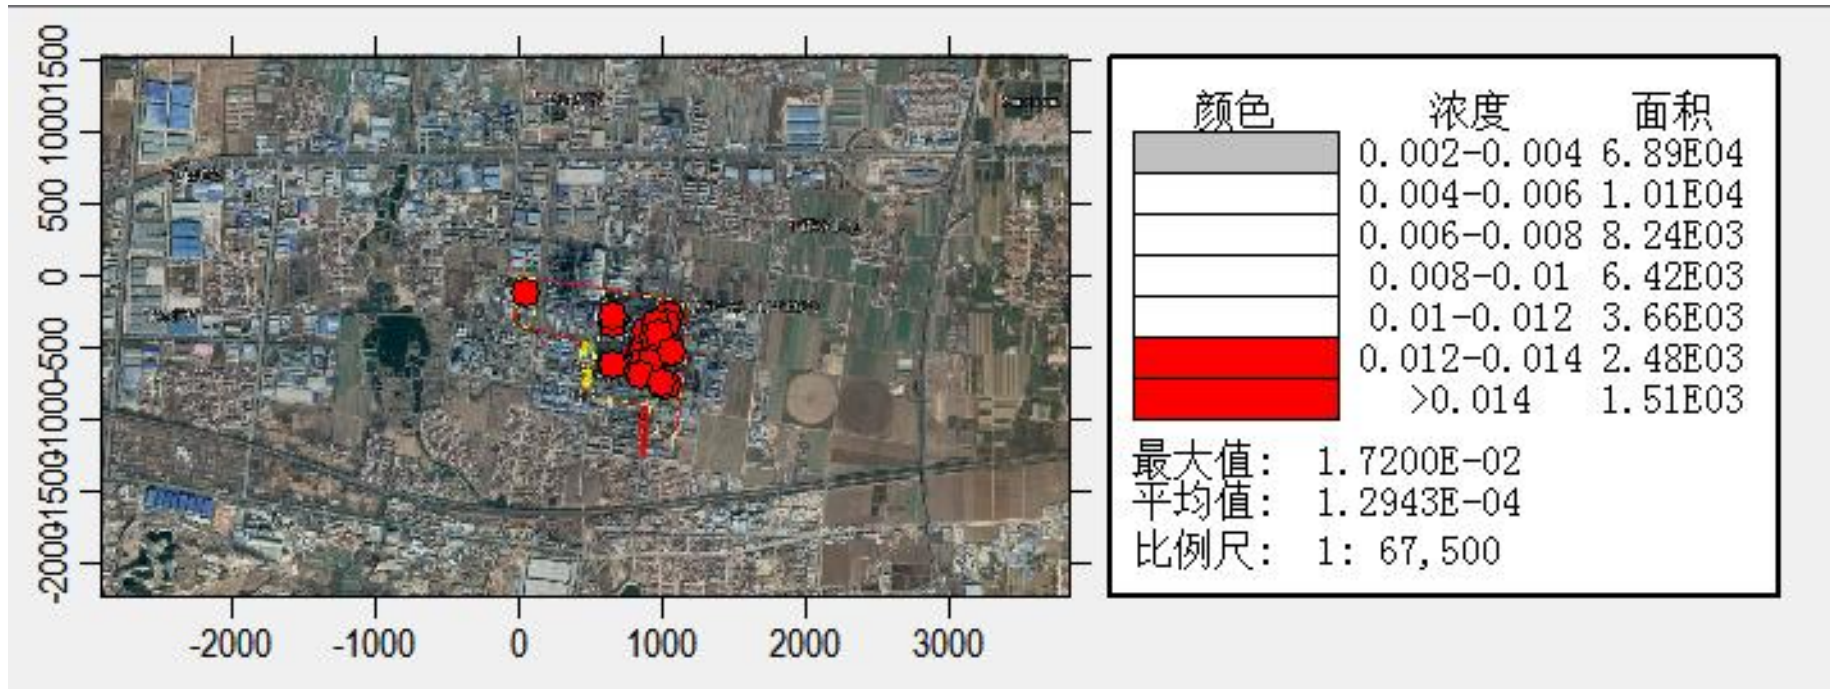 1500
1000
500
0
-500
-1000
-1500
-2000
-2000 -1000 0 1000 2000 3000
颜色 浓度 面积
0.002-0.004 6.89E04
0.004-0.006 1.01E04
0.006-0.008 8.24E03
0.008-0.01 6.42E03
0.01-0.012 3.66E03
0.012-0.014 2.48E03
>0.014 1.51E03
最大值: 1.7200E-02
平均值: 1.2943E-04
比例尺: 1: 67,500